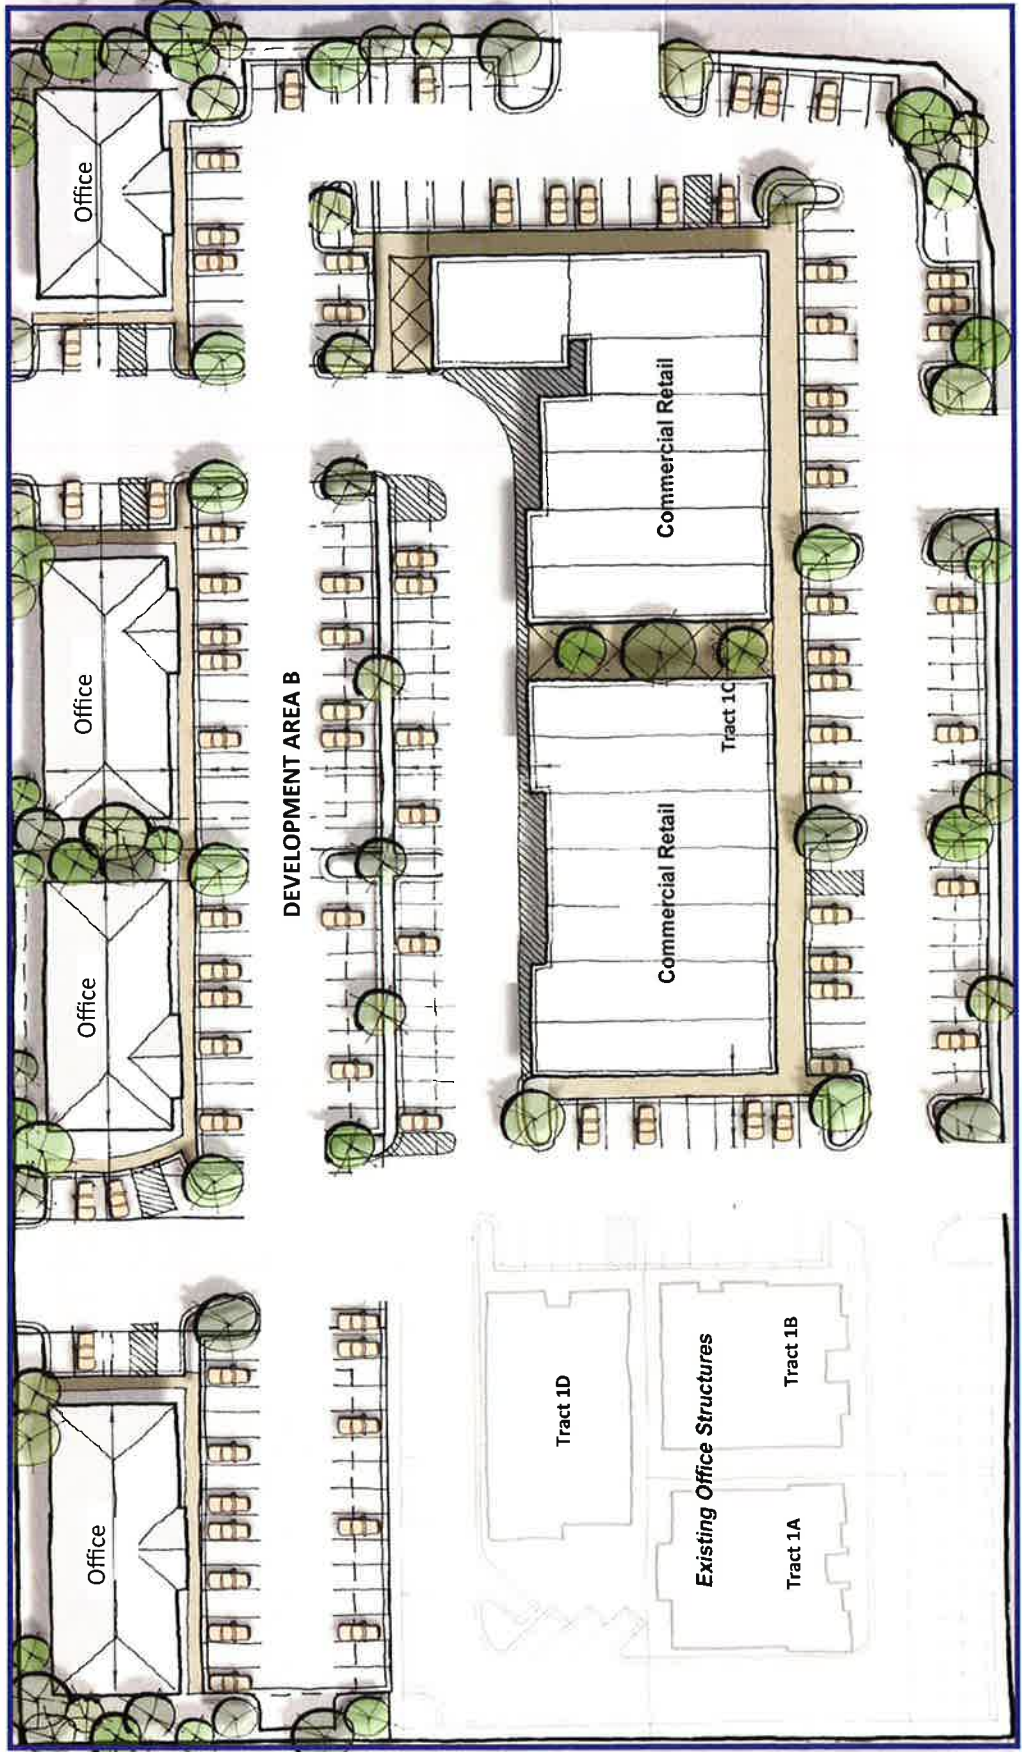 Office
Office
Office
Office
DEVELOPMENT AREA B
Commercial Retail
Commercial Retail
Tract 1C
Tract 1D
Existing Office Structures
Tract 1B
Tract 1A